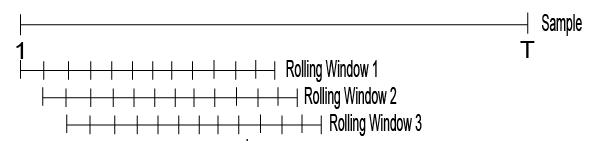 Sample
1 T
Rolling Window 1
Rolling Window 2
Rolling Window 3